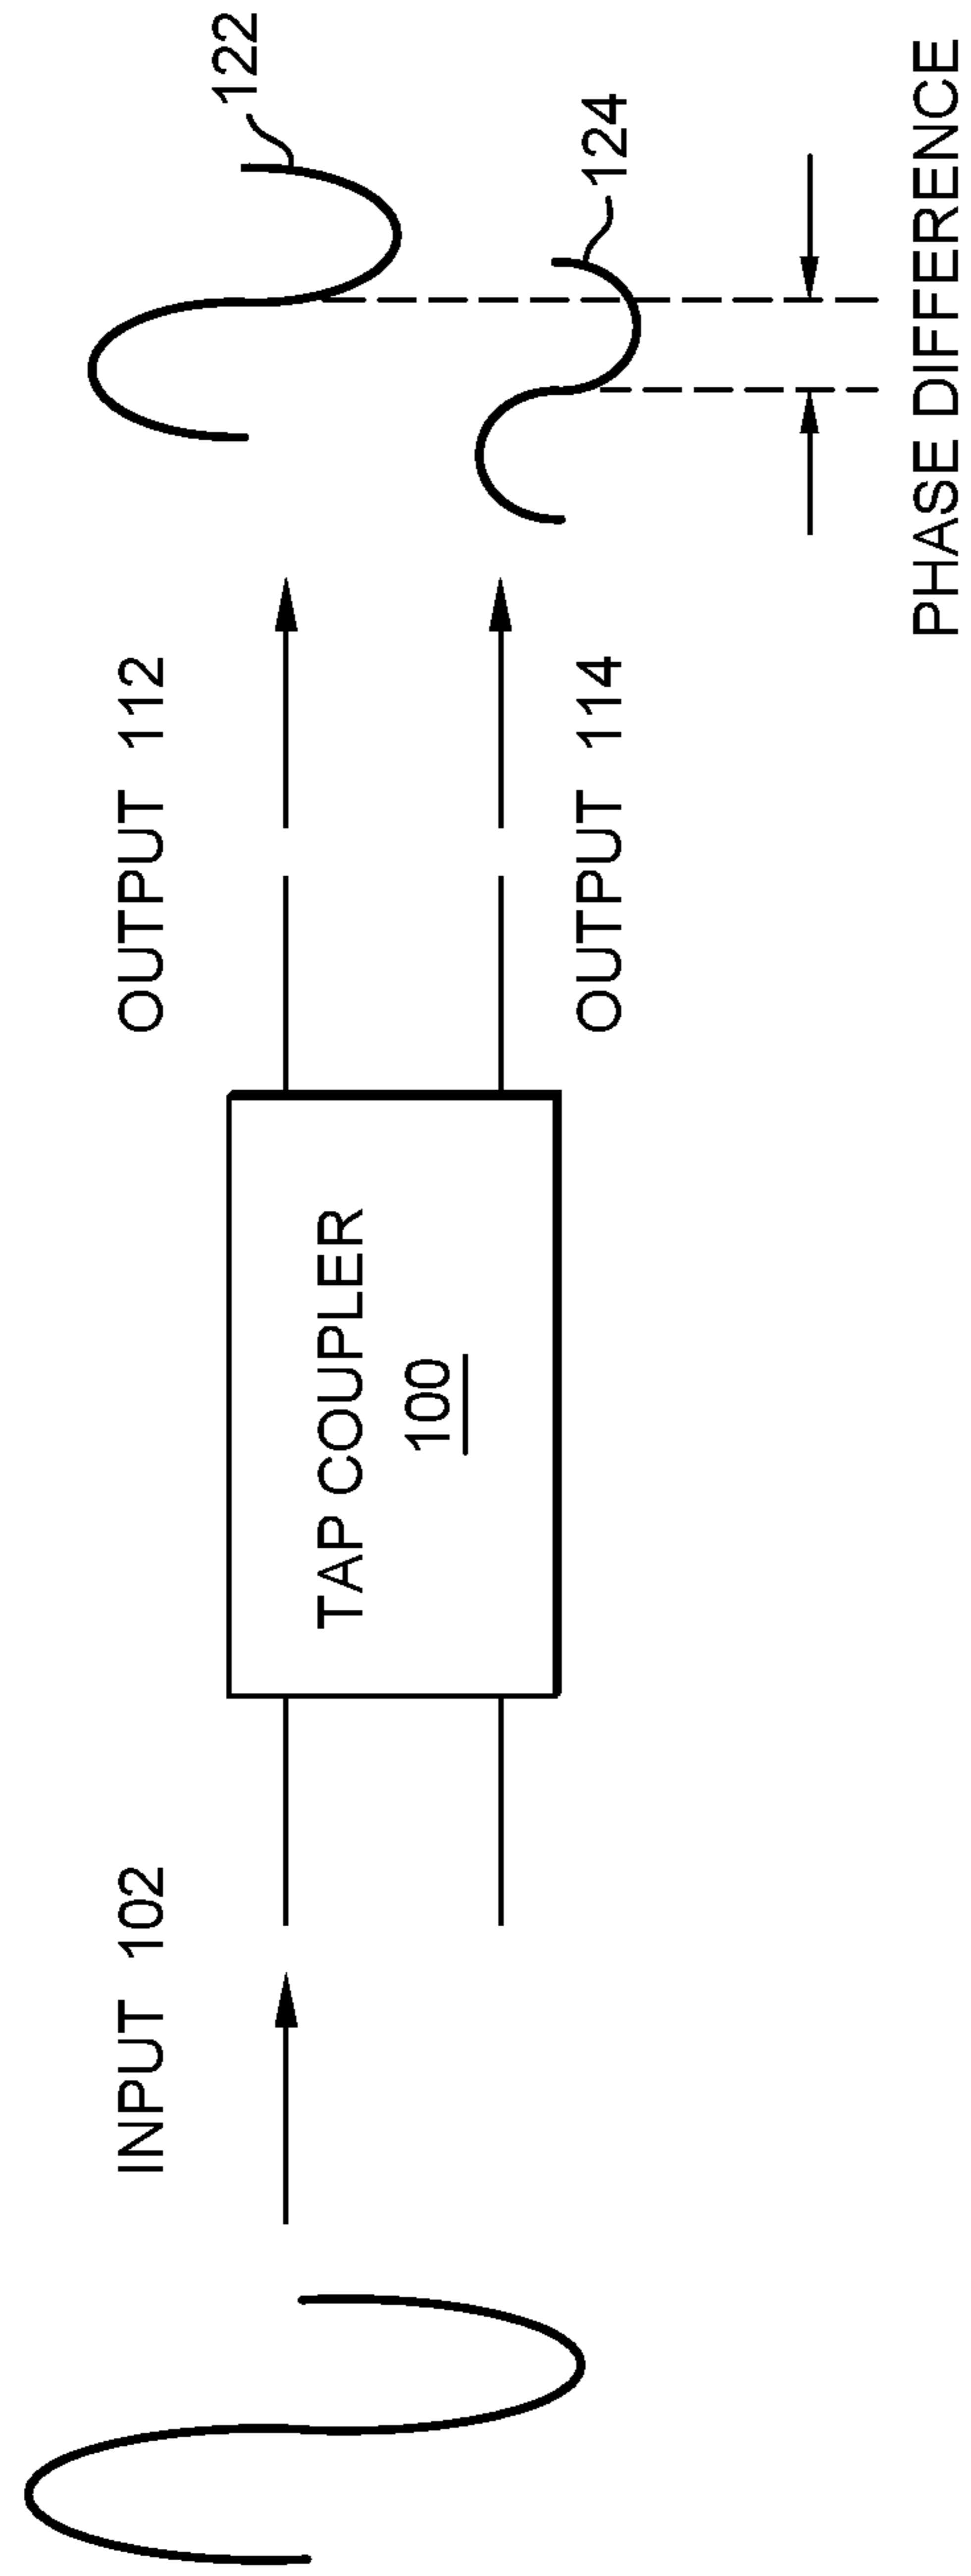 INPUT 102
TAP COUPLER
100
OUTPUT 112
OUTPUT 114
122
124
PHASE DIFFERENCE